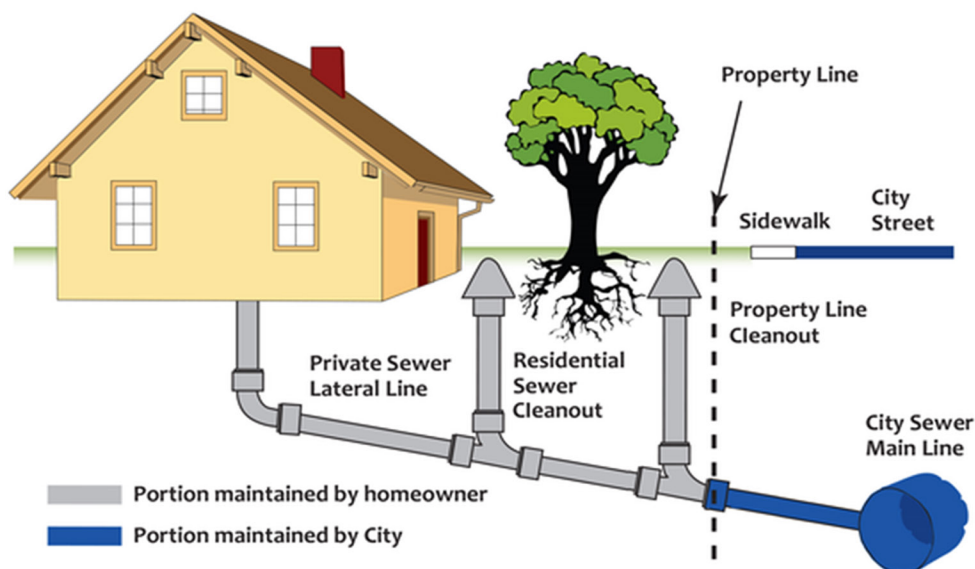 Property Line
Sidewalk
City
Street
Property Line
Cleanout
Private Sewer
Lateral Line
Residential
Sewer
Cleanout
City Sewer
Main Line
Portion maintained by homeowner
Portion maintained by City